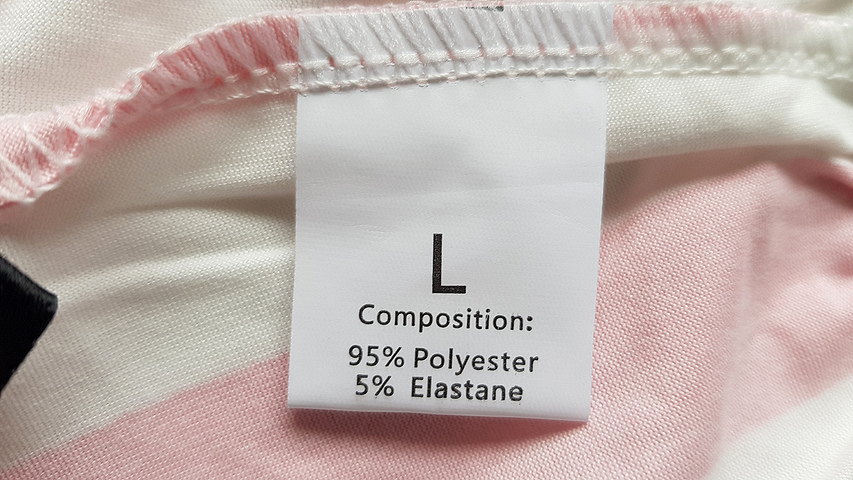 L
Composition:
95% Polyester
5% Elastane